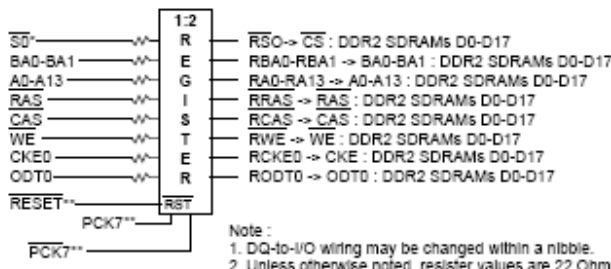 1:2
S0* R RSO-> CS : DDR2 SDRAMs D0-D17
BA0-BA1 E RBA0-RBA1 -> BA0-BA1 : DDR2 SDRAMs D0-D17
A0-A13 G RA0-RA13 -> A0-A13 : DDR2 SDRAMs D0-D17
RAS I RRAS -> RAS : DDR2 SDRAMs D0-D17
CAS S RCAS -> CAS : DDR2 SDRAMs D0-D17
WE T RWE -> WE : DDR2 SDRAMs D0-D17
CKE0 E RCKE0 -> CKE : DDR2 SDRAMs D0-D17
ODT0 R RODT0 -> ODT0 : DDR2 SDRAMs D0-D17
RESET** RST
PCK7**
PCK7**
Note :
1. DQ-to-I/O wiring may be changed within a nibble.
2. Unless otherwise noted, resister values are 22 Ohm